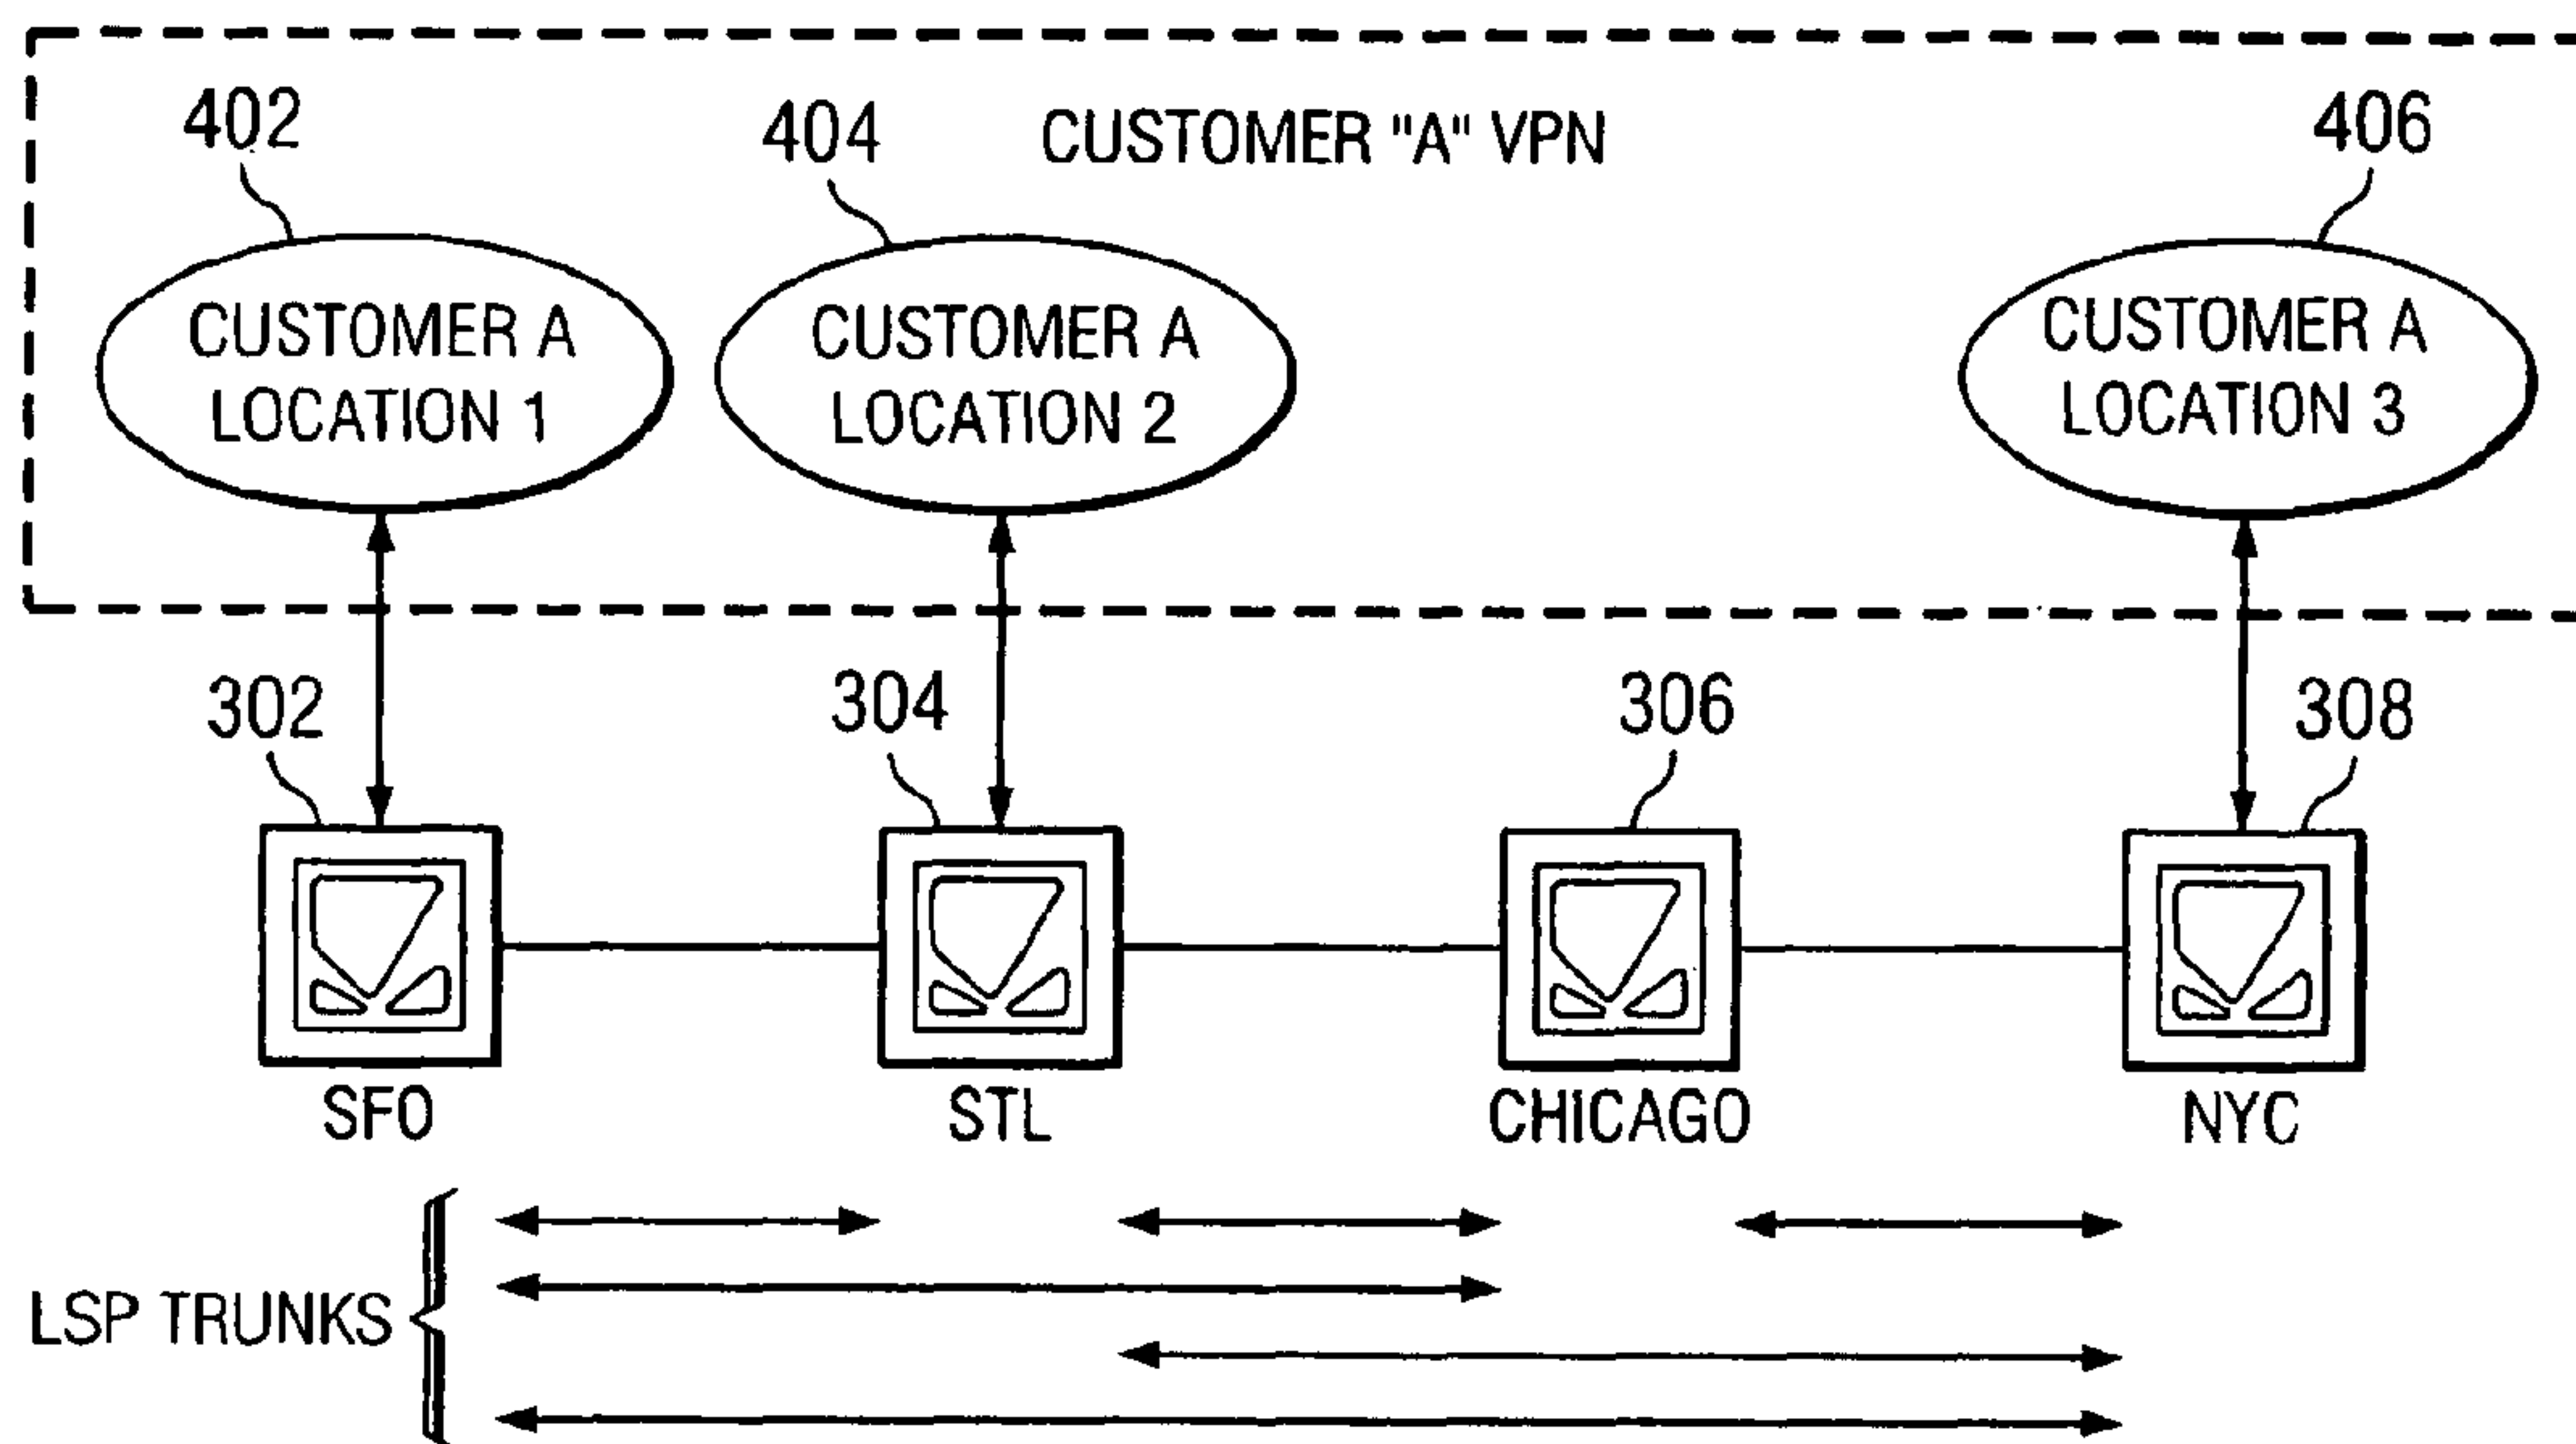 402
404
CUSTOMER "A" VPN
406
CUSTOMER A
LOCATION 1
CUSTOMER A
LOCATION 2
CUSTOMER A
LOCATION 3
302
304
306
308
SFO
STL
CHICAGO
NYC
LSP TRUNKS